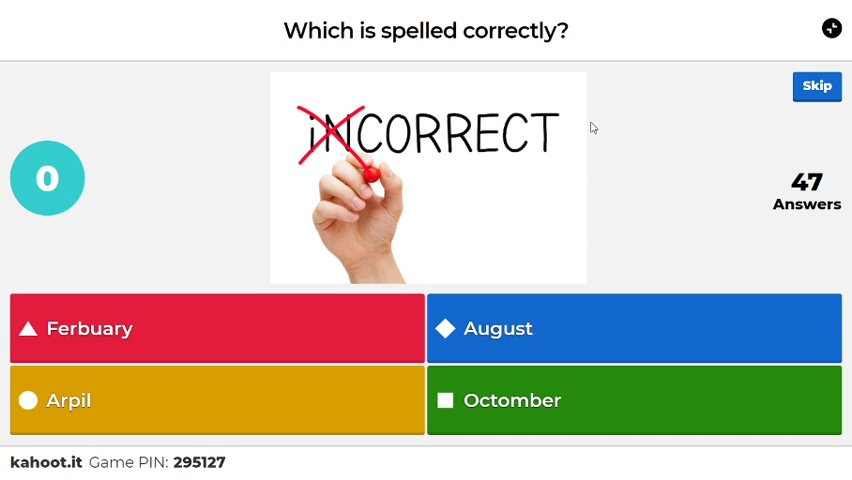 Which is spelled correctly?
Skip
iNCORRECT
0
47
Answers
Ferbuary
August
Arpil
Octomber
kahoot.it Game PIN: 295127